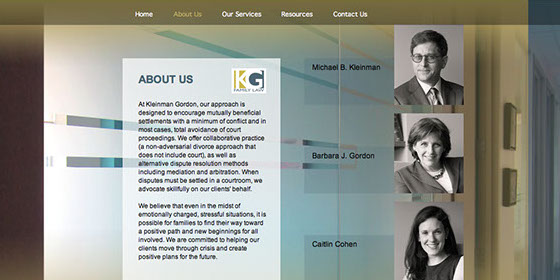 Home About Us Our Services Resources Contact Us
ABOUT US
KG
FAMILY LAW
At Kleinman Gordon, our approach is
designed to encourage mutually beneficial
settlements with a minimum of conflict and in
most cases, total avoidance of court
proceedings. We offer collaborative practice
(a non-adversarial divorce approach that
does not include court), as well as
alternative dispute resolution methods
including mediation and arbitration. When
disputes must be settled in a courtroom, we
advocate skillfully on our clients' behalf.
We believe that even in the midst of
emotionally charged, stressful situations, it is
possible for families to find their way toward
a positive path and new beginnings for all
involved. We are committed to helping our
clients move through crisis and create
positive plans for the future.
Michael B. Kleinman
Barbara J. Gordon
Caitlin Cohen